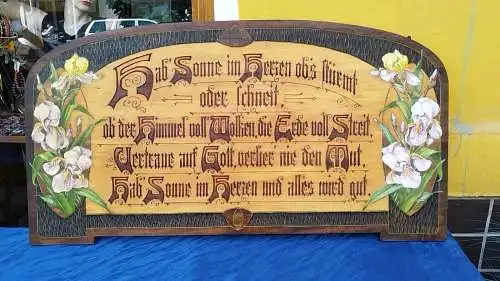 Hab' Sonne im Herzen ob's stürmt
oder schneit
ob der Himmel voll Wolken, die Erde voll Streit,
Vertraue auf Gott, verlier nie den Mut,
Hab' Sonne im Herzen und alles wird gut